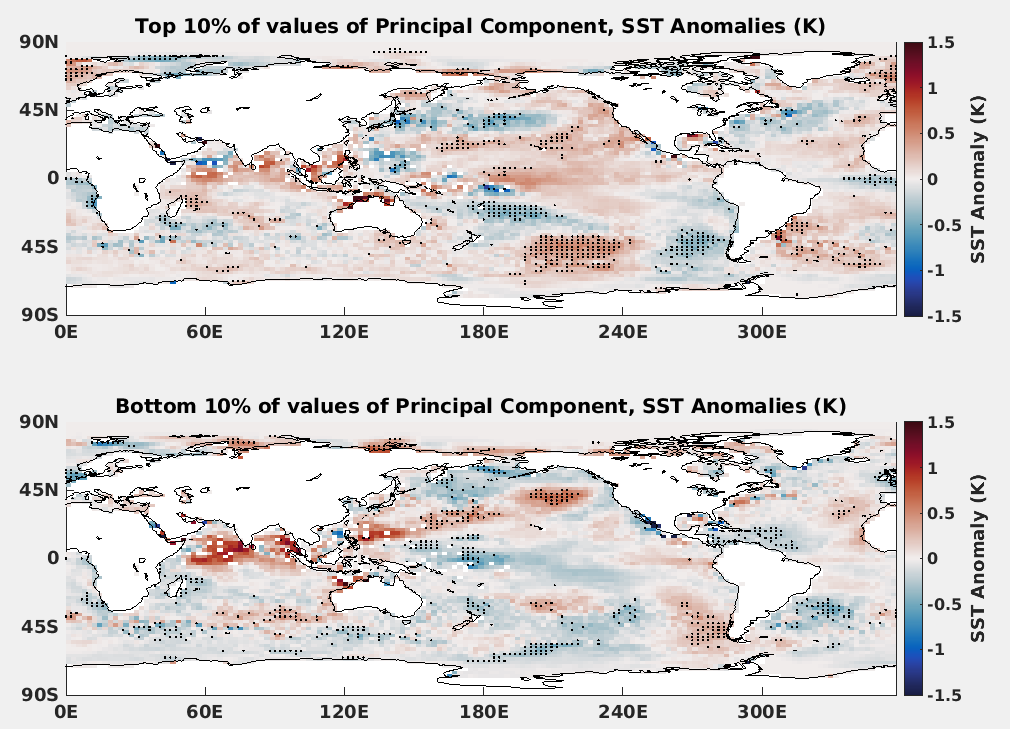 Top 10% of values of Principal Component, SST Anomalies (K)
90N
45N
0
45S
90S
0E 60E 120E 180E 240E 300E
1.5
1
0.5
0
-0.5
-1
-1.5
SST Anomaly (K)
Bottom 10% of values of Principal Component, SST Anomalies (K)
90N
45N
0
45S
90S
0E 60E 120E 180E 240E 300E
1.5
1
0.5
0
-0.5
-1
-1.5
SST Anomaly (K)